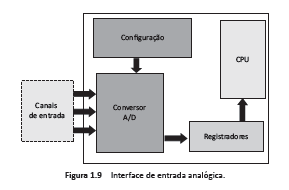 Configuração
CPU
Canais
de entrada
Conversor
A/D
Registradores
Figura 1.9 Interface de entrada analógica.